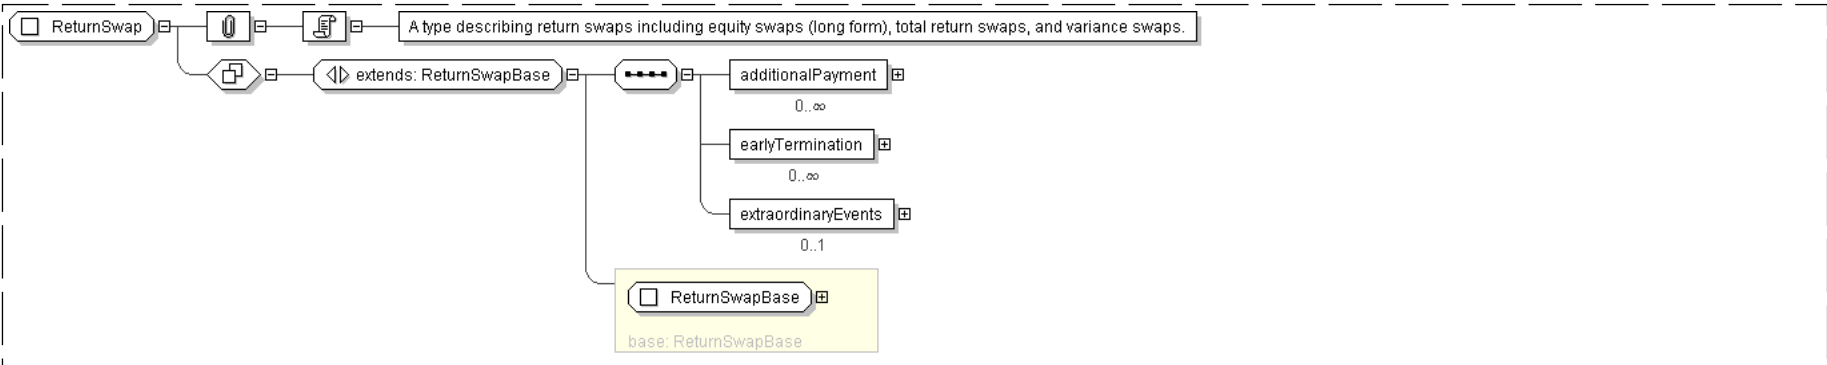 ReturnSwap
A type describing return swaps including equity swaps (long form), total return swaps, and variance swaps.
extends: ReturnSwapBase
additionalPayment
0..∞
earlyTermination
0..∞
extraordinaryEvents
0..1
ReturnSwapBase
base: ReturnSwapBase